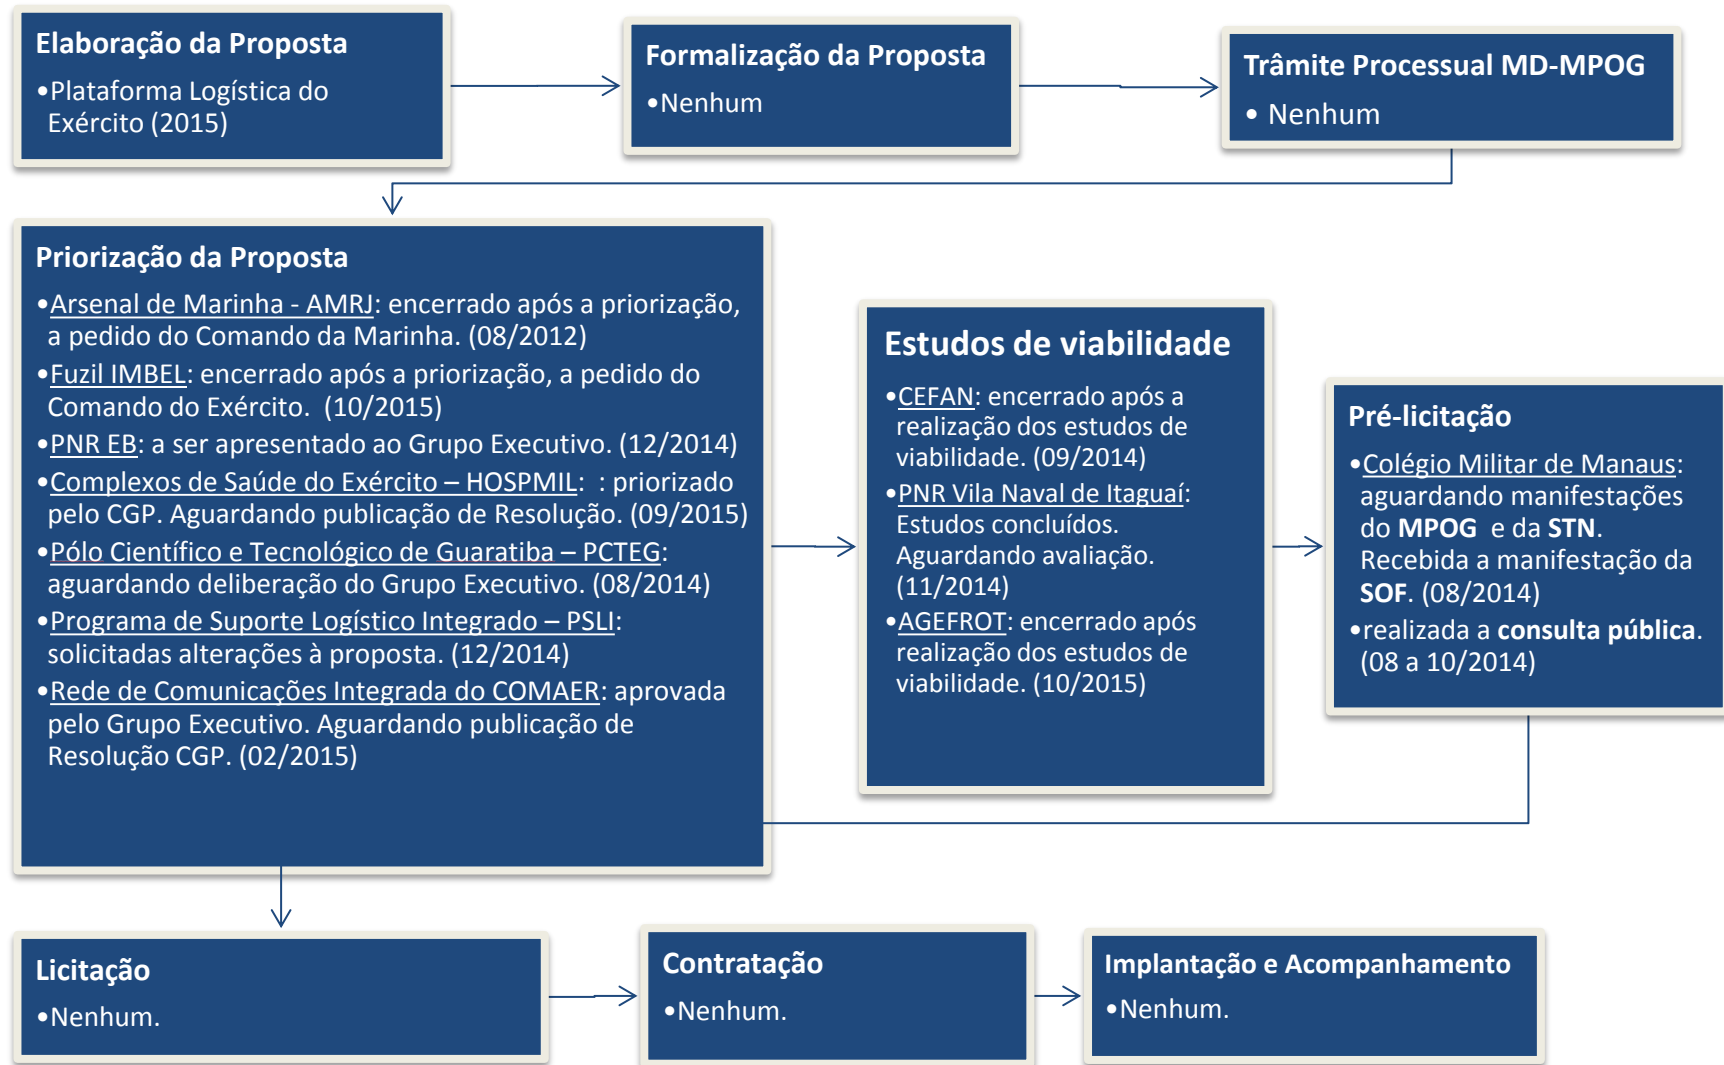 Elaboração da Proposta
•Plataforma Logística do
Exército (2015)
Formalização da Proposta
•Nenhum
Trâmite Processual MD-MPOG
• Nenhum
Priorização da Proposta
•Arsenal de Marinha - AMRJ: encerrado após a priorização,
a pedido do Comando da Marinha. (08/2012)
•Fuzil IMBEL: encerrado após a priorização, a pedido do
Comando do Exército.  (10/2015)
•PNR EB: a ser apresentado ao Grupo Executivo. (12/2014)
•Complexos de Saúde do Exército – HOSPMIL:  : priorizado
pelo CGP. Aguardando publicação de Resolução. (09/2015)
•Pólo Científico e Tecnológico de Guaratiba – PCTEG:
aguardando deliberação do Grupo Executivo. (08/2014)
•Programa de Suporte Logístico Integrado – PSLI:
solicitadas alterações à proposta. (12/2014)
•Rede de Comunicações Integrada do COMAER: aprovada
pelo Grupo Executivo. Aguardando publicação de
Resolução CGP. (02/2015)
Estudos de viabilidade
•CEFAN: encerrado após a
realização dos estudos de
viabilidade. (09/2014)
•PNR Vila Naval de Itaguaí:
Estudos concluídos.
Aguardando avaliação.
(11/2014)
•AGEFROT: encerrado após
realização dos estudos de
viabilidade. (10/2015)
Pré-licitação
•Colégio Militar de Manaus:
aguardando manifestações
do MPOG  e da STN.
Recebida a manifestação da
SOF. (08/2014)
•realizada a consulta pública.
(08 a 10/2014)
Licitação
•Nenhum.
Contratação
•Nenhum.
Implantação e Acompanhamento
•Nenhum.